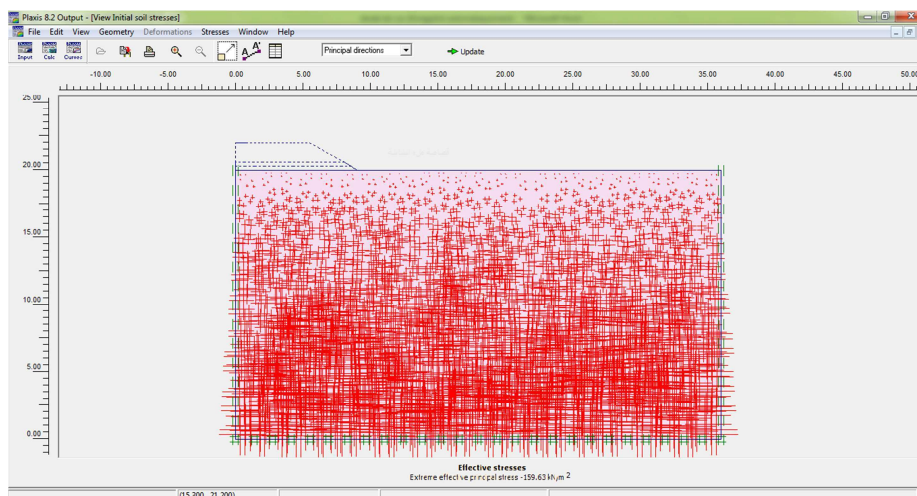 Plaxis 8.2 Output - [View Initial soil stresses]
File Edit View Geometry Deformations Stresses Window Help
Input Calc Curves Principal directions Update
-10.00 -5.00 0.00 5.00 10.00 15.00 20.00 25.00 30.00 35.00 40.00 45.00 50.00
25.00
20.00
15.00
10.00
5.00
0.00
Effective stresses
Extreme effective principal stress -159.63 kN/m 2
(15.300 , 21.200)